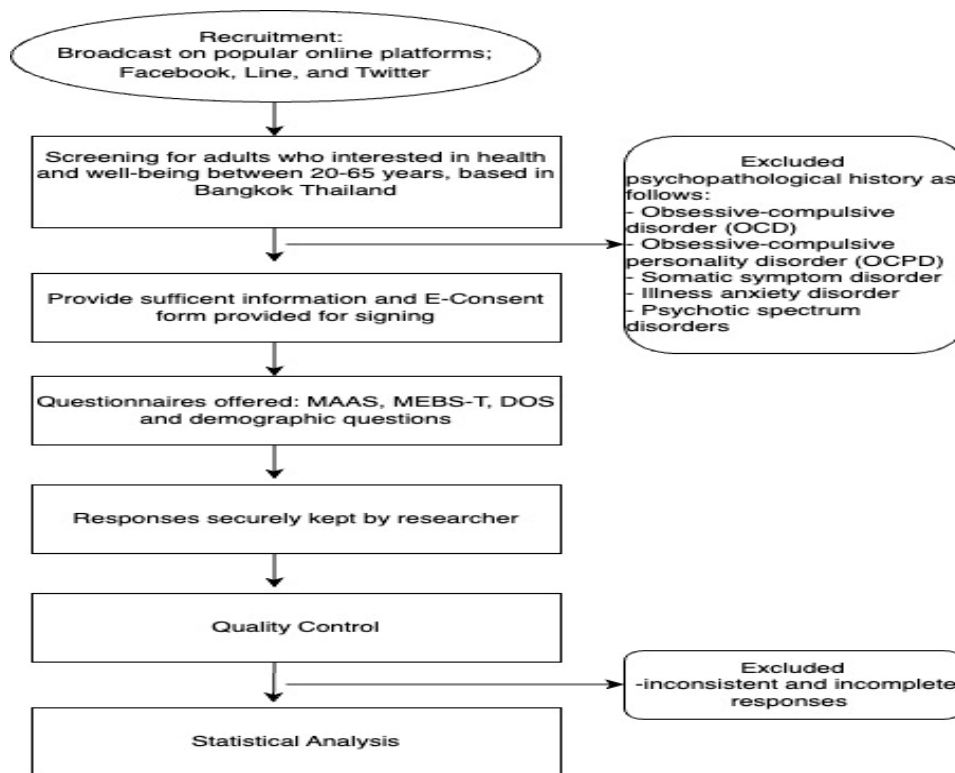 Recruitment:
Broadcast on popular online platforms;
Facebook, Line, and Twitter
Screening for adults who interested in health
and well-being between 20-65 years, based in
Bangkok Thailand
Excluded
psychopathological history as
follows:
- Obsessive-compulsive
disorder (OCD)
- Obsessive-compulsive
personality disorder (OCPD)
- Somatic symptom disorder
- Illness anxiety disorder
- Psychotic spectrum
disorders
Provide sufficent information and E-Consent
form provided for signing
Questionnaires offered: MAAS, MEBS-T, DOS
and demographic questions
Responses securely kept by researcher
Quality Control
Excluded
-inconsistent and incomplete
responses
Statistical Analysis